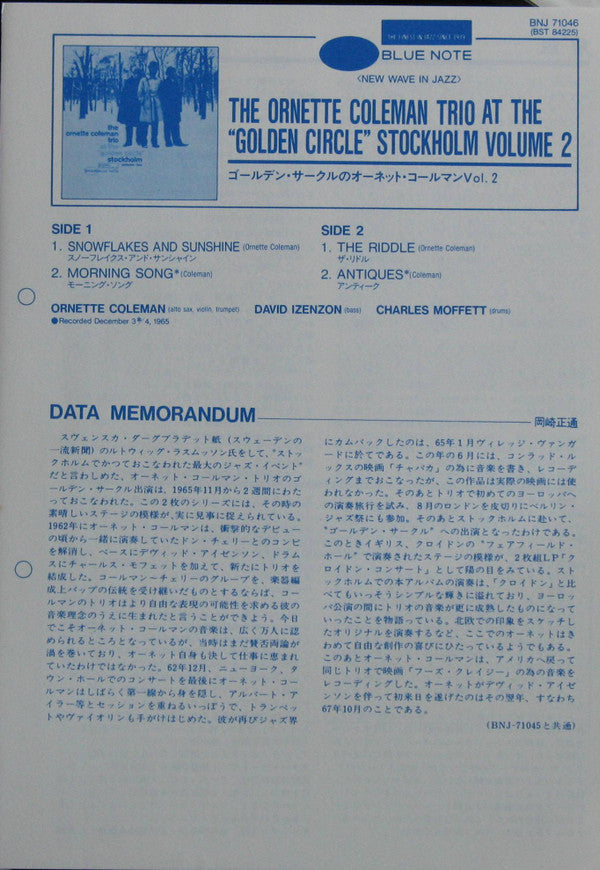 BNJ 71046
(BST 84225)
THE FINEST IN JAZZ SINCE 1939
BLUE NOTE
〈NEW WAVE IN JAZZ〉
the
ornette coleman
trio
at the
golden circle
stockholm
THE ORNETTE COLEMAN TRIO AT THE
"GOLDEN CIRCLE" STOCKHOLM VOLUME 2
ゴールデン・サークルのオーネット・コールマンVol. 2
SIDE 1
1. SNOWFLAKES AND SUNSHINE (Ornette Coleman)
スノーフレイクス・アンド・サンシャイン
2. MORNING SONG* (Coleman)
モーニング・ソング
SIDE 2
1. THE RIDDLE (Ornette Coleman)
ザ・リドル
2. ANTIQUES* (Coleman)
アンティーク
ORNETTE COLEMAN (alto sax, violin, trumpet) DAVID IZENZON (bass) CHARLES MOFFETT (drums)
●Recorded December 3*/ 4, 1965
DATA MEMORANDUM
岡崎正通
スヴェンスカ・ダーグブラデット紙 (スウェーデンの
一流新聞) のルトウィッグ・ラスムッソン氏をして、"スト
ックホルムでかつておこなわれた最大のジャズ・イベント"
だと言わしめた、オーネット・コールマン・トリオのゴ
ールデン・サークル出演は、1965年11月から2週間にわた
っておこなわれた。この2枚のシリーズには、その時の
素晴しいステージの模様が、実に見事に捉えられている。
1962年にオーネット・コールマンは、衝撃的なデビュー
の頃から一緒に演奏していたドン・チェリーとのコンビ
を解消し、ベースにデヴィッド・アイゼンソン、ドラム
スにチャールス・モフェットを加えて、新たにトリオを
結成した。コールマン〜チェリーのグループを、楽器編
成上バップの伝統を受け継いだものとするならば、コー
ルマンのトリオはより自由な表現の可能性を求める彼の
音楽理念のうえに生まれたと言うことができよう。今日
でこそオーネット・コールマンの音楽は、広く万人に認
められるところとなっているが、当時はまだ賛否両論が
渦を巻いており、オーネット自身も決して仕事に恵まれ
ていたわけではなかった。62年12月、ニューヨーク、タ
ウン・ホールでのコンサートを最後にオーネット・コー
ルマンはしばらく第一線から身を隠し、アルバート・ア
イラー等とセッションを重ねるいっぽうで、トランペッ
トやヴァイオリンも手がけはじめた。彼が再びジャズ界
にカムバックしたのは、65年1月ヴィレッジ・ヴァンガ
ードに於てである。この年の6月には、コンラッド・ル
ックスの映画「チャパカ」の為に音楽を書き、レコーデ
ィングまでおこなったが、この作品は実際の映画には使
われなかった。そのあとトリオで初めてのヨーロッパへ
の演奏旅行を試み、8月のロンドンを皮切りにベルリン・
ジャズ祭にも参加。そのあとストックホルムに赴いて、
"ゴールデン・サークル" への出演となったわけである。
このときイギリス、クロイドンの "フェアフィールド・
ホール" で演奏されたステージの模様が、2枚組LP「ク
ロイドン・コンサート」として陽の目をみている。スト
ックホルムでの本アルバムの演奏は、「クロイドン」と比
べてもいっそうシンプルな輝きに溢れており、ヨーロッ
パ公演の間にトリオの音楽が更に成熟したものになって
いったことを物語っている。北欧での印象をスケッチし
たオリジナルを演奏するなど、ここでのオーネットはき
わめて自由な創作の喜びにひたっているようでもある。
このあとオーネット・コールマンは、アメリカへ戻って
同じトリオで映画「フーズ・クレイジー」の為の音楽を
レコーディングした。オーネットがデヴィッド・アイゼ
ンソンを伴って初来日を遂げたのはその翌年、すなわち
67年10月のことである。
(BNJ-71045と共通)